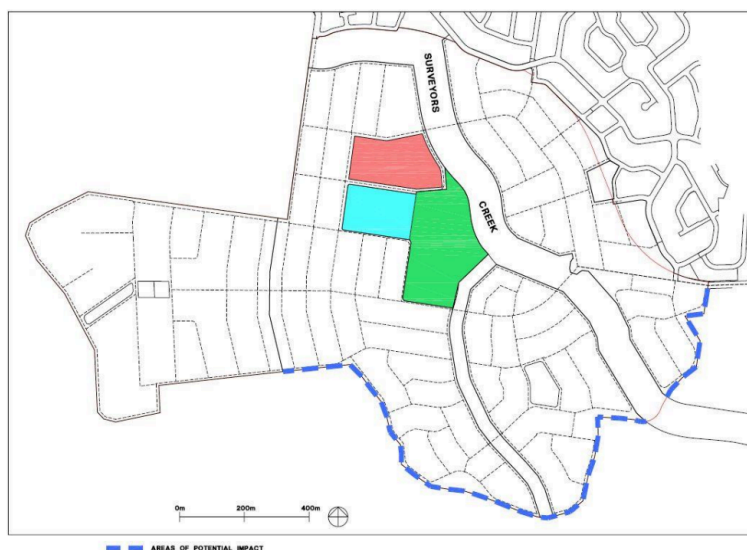 SURVEYORS
CREEK
0m 200m 400m
AREAS OF POTENTIAL IMPACT